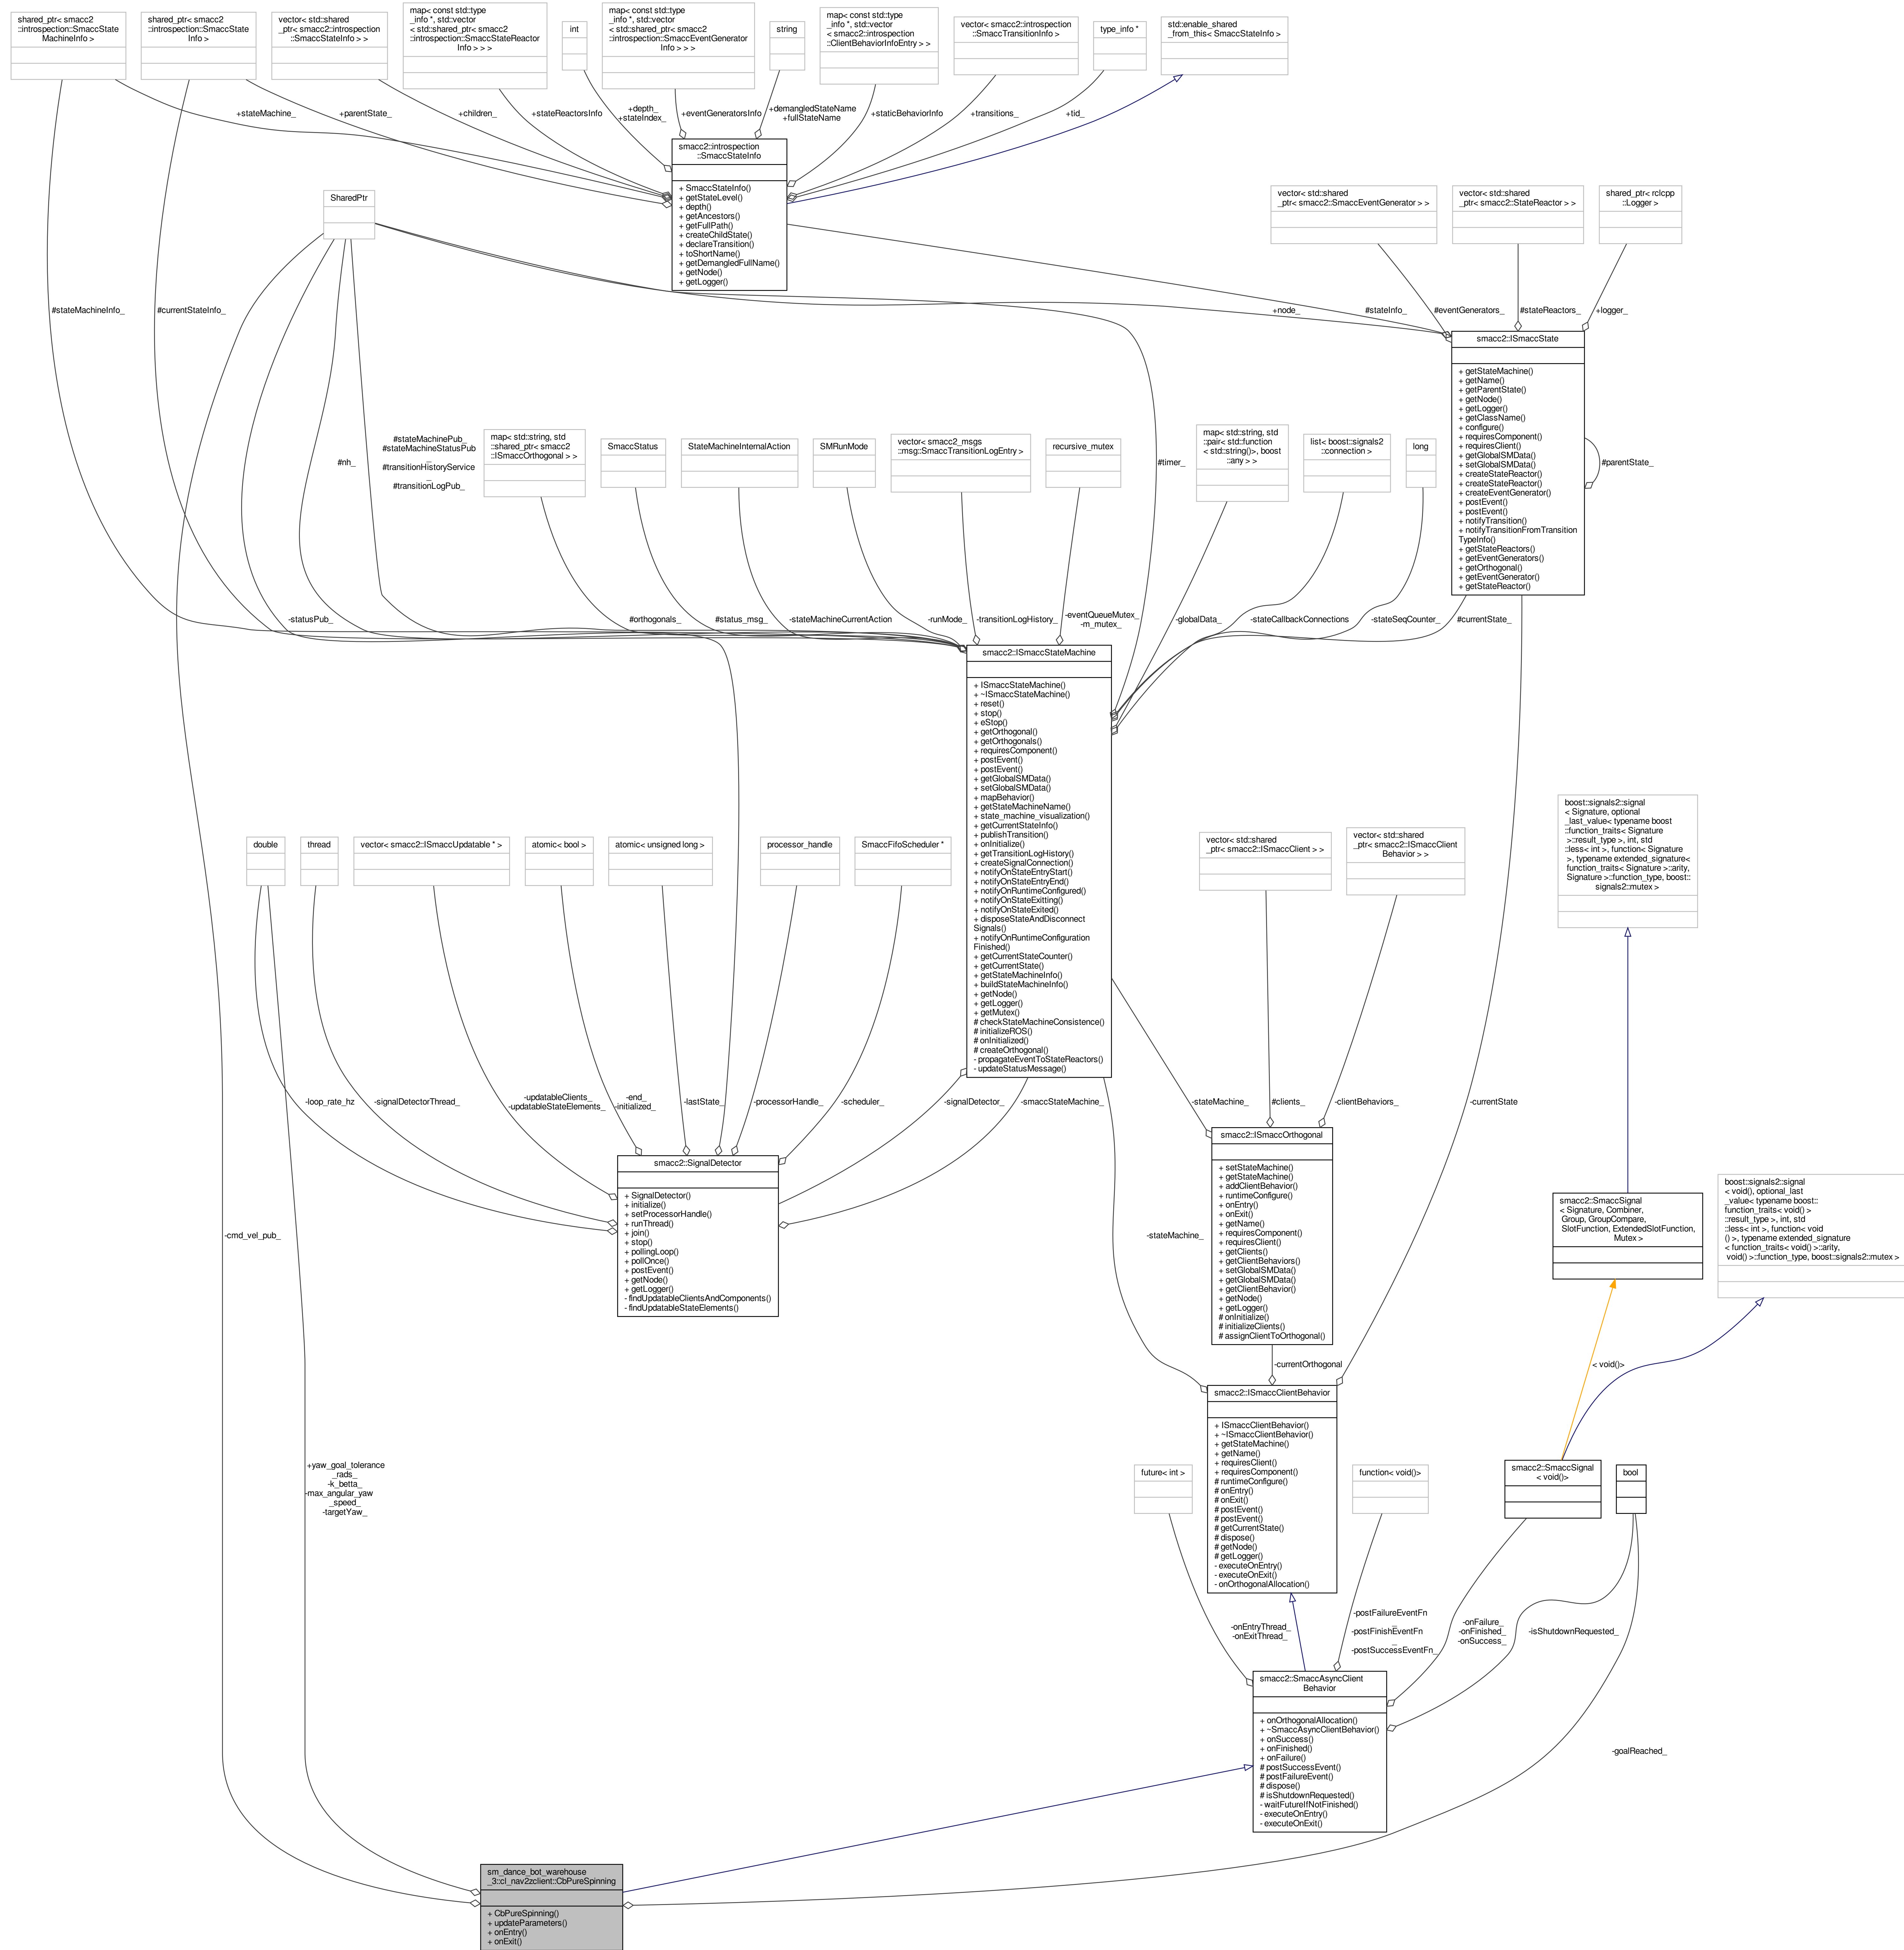 shared_ptr< smacc2
::introspection::SmaccState
MachineInfo >
shared_ptr< smacc2
::introspection::SmaccState
Info >
vector< std::shared
_ptr< smacc2::introspection
::SmaccStateInfo > >
map< const std::type
_info *, std::vector
< std::shared_ptr< smacc2
::introspection::SmaccStateReactor
Info > > >
int
map< const std::type
_info *, std::vector
< std::shared_ptr< smacc2
::introspection::SmaccEventGenerator
Info > > >
string
map< const std::type
_info *, std::vector
< smacc2::introspection
::ClientBehaviorInfoEntry > >
vector< smacc2::introspection
::SmaccTransitionInfo >
type_info *
std::enable_shared
_from_this< SmaccStateInfo >
+stateMachine_
+parentState_
+children_
+stateReactorsInfo
+depth_
+stateIndex_
+eventGeneratorsInfo
+demangledStateName
+fullStateName
+staticBehaviorInfo
+transitions_
+tid_
smacc2::introspection
::SmaccStateInfo
+ SmaccStateInfo()
+ getStateLevel()
+ depth()
+ getAncestors()
+ getFullPath()
+ createChildState()
+ declareTransition()
+ toShortName()
+ getDemangledFullName()
+ getNode()
+ getLogger()
SharedPtr
vector< std::shared
_ptr< smacc2::SmaccEventGenerator > >
vector< std::shared
_ptr< smacc2::StateReactor > >
shared_ptr< rclcpp
::Logger >
#stateMachineInfo_
#currentStateInfo_
+node_
#stateInfo_
#eventGenerators_
#stateReactors_
+logger_
smacc2::ISmaccState
+ getStateMachine()
+ getName()
+ getParentState()
+ getNode()
+ getLogger()
+ getClassName()
+ configure()
+ requiresComponent()
+ requiresClient()
+ getGlobalSMData()
+ setGlobalSMData()
+ createStateReactor()
+ createStateReactor()
+ createEventGenerator()
+ postEvent()
+ postEvent()
+ notifyTransition()
+ notifyTransitionFromTransition
TypeInfo()
+ getStateReactors()
+ getEventGenerators()
+ getOrthogonal()
+ getEventGenerator()
+ getStateReactor()
#parentState_
#nh_
#stateMachinePub_
#stateMachineStatusPub
_
#transitionHistoryService
_
#transitionLogPub_
map< std::string, std
::shared_ptr< smacc2
::ISmaccOrthogonal > >
SmaccStatus
StateMachineInternalAction
SMRunMode
vector< smacc2_msgs
::msg::SmaccTransitionLogEntry >
recursive_mutex
#timer_
map< std::string, std
::pair< std::function
< std::string()>, boost
::any > >
list< boost::signals2
::connection >
long
-statusPub_
#orthogonals_
#status_msg_
-stateMachineCurrentAction
-runMode_
-transitionLogHistory_
-eventQueueMutex_
-m_mutex_
-globalData_
-stateCallbackConnections
-stateSeqCounter_
#currentState_
smacc2::ISmaccStateMachine
+ ISmaccStateMachine()
+ ~ISmaccStateMachine()
+ reset()
+ stop()
+ eStop()
+ getOrthogonal()
+ getOrthogonals()
+ requiresComponent()
+ postEvent()
+ postEvent()
+ getGlobalSMData()
+ setGlobalSMData()
+ mapBehavior()
+ getStateMachineName()
+ state_machine_visualization()
+ getCurrentStateInfo()
+ publishTransition()
+ onInitialize()
+ getTransitionLogHistory()
+ createSignalConnection()
+ notifyOnStateEntryStart()
+ notifyOnStateEntryEnd()
+ notifyOnRuntimeConfigured()
+ notifyOnStateExitting()
+ notifyOnStateExited()
+ disposeStateAndDisconnect
Signals()
+ notifyOnRuntimeConfiguration
Finished()
+ getCurrentStateCounter()
+ getCurrentState()
+ getStateMachineInfo()
+ buildStateMachineInfo()
+ getNode()
+ getLogger()
+ getMutex()
# checkStateMachineConsistence()
# initializeROS()
# onInitialized()
# createOrthogonal()
- propagateEventToStateReactors()
- updateStatusMessage()
double
thread
vector< smacc2::ISmaccUpdatable * >
atomic< bool >
atomic< unsigned long >
processor_handle
SmaccFifoScheduler *
vector< std::shared
_ptr< smacc2::ISmaccClient > >
vector< std::shared
_ptr< smacc2::ISmaccClient
Behavior > >
boost::signals2::signal
< Signature, optional
_last_value< typename boost
::function_traits< Signature
>::result_type >, int, std
::less< int >, function< Signature
>, typename extended_signature<
function_traits< Signature >::arity,
Signature >::function_type, boost::
signals2::mutex >
-loop_rate_hz
-signalDetectorThread_
-updatableClients_
-updatableStateElements_
-end_
-initialized_
-lastState_
-processorHandle_
-scheduler_
-signalDetector_
-smaccStateMachine_
-stateMachine_
#clients_
-clientBehaviors_
-currentState
smacc2::SignalDetector
+ SignalDetector()
+ initialize()
+ setProcessorHandle()
+ runThread()
+ join()
+ stop()
+ pollingLoop()
+ pollOnce()
+ postEvent()
+ getNode()
+ getLogger()
- findUpdatableClientsAndComponents()
- findUpdatableStateElements()
smacc2::ISmaccOrthogonal
+ setStateMachine()
+ getStateMachine()
+ addClientBehavior()
+ runtimeConfigure()
+ onEntry()
+ onExit()
+ getName()
+ requiresComponent()
+ requiresClient()
+ getClients()
+ getClientBehaviors()
+ setGlobalSMData()
+ getGlobalSMData()
+ getClientBehavior()
+ getNode()
+ getLogger()
# onInitialize()
# initializeClients()
# assignClientToOrthogonal()
smacc2::SmaccSignal
< Signature, Combiner,
Group, GroupCompare,
SlotFunction, ExtendedSlotFunction,
Mutex >
boost::signals2::signal
< void(), optional_last
_value< typename boost::
function_traits< void() >
::result_type >, int, std
::less< int >, function< void
() >, typename extended_signature
< function_traits< void() >::arity,
void() >::function_type, boost::signals2::mutex >
-cmd_vel_pub_
-stateMachine_
-currentOrthogonal
< void()>
smacc2::ISmaccClientBehavior
+ ISmaccClientBehavior()
+ ~ISmaccClientBehavior()
+ getStateMachine()
+ getName()
+ requiresClient()
+ requiresComponent()
# runtimeConfigure()
# onEntry()
# onExit()
# postEvent()
# postEvent()
# getCurrentState()
# dispose()
# getNode()
# getLogger()
- executeOnEntry()
- executeOnExit()
- onOrthogonalAllocation()
+yaw_goal_tolerance
_rads_
-k_betta_
-max_angular_yaw
_speed_
-targetYaw_
future< int >
function< void()>
smacc2::SmaccSignal
< void()>
bool
-onEntryThread_
-onExitThread_
-postFailureEventFn
_
-postFinishEventFn
_
-postSuccessEventFn_
-onFailure_
-onFinished_
-onSuccess_
-isShutdownRequested_
smacc2::SmaccAsyncClient
Behavior
+ onOrthogonalAllocation()
+ ~SmaccAsyncClientBehavior()
+ onSuccess()
+ onFinished()
+ onFailure()
# postSuccessEvent()
# postFailureEvent()
# dispose()
# isShutdownRequested()
- waitFutureIfNotFinished()
- executeOnEntry()
- executeOnExit()
-goalReached_
sm_dance_bot_warehouse
_3::cl_nav2zclient::CbPureSpinning
+ CbPureSpinning()
+ updateParameters()
+ onEntry()
+ onExit()